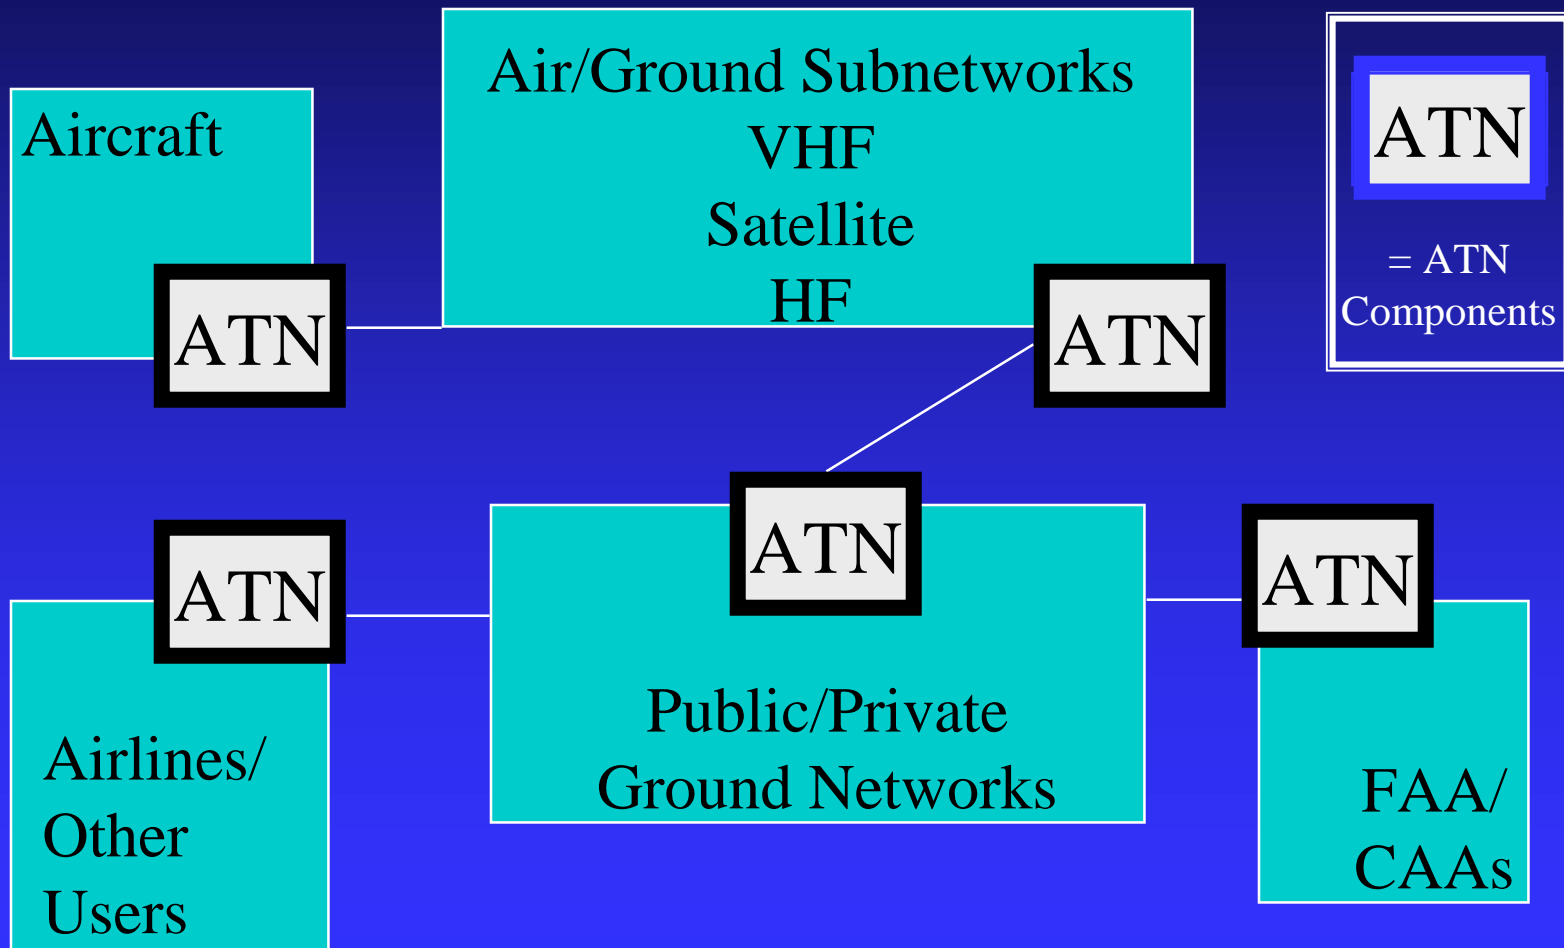 Aircraft
ATN
Air/Ground Subnetworks
VHF
Satellite
HF
ATN
ATN
= ATN
Components
ATN
Airlines/
Other
Users
ATN
Public/Private
Ground Networks
ATN
FAA/
CAAs